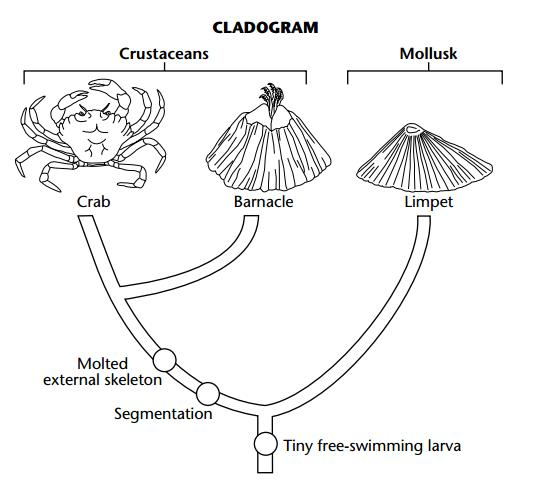 CLADOGRAM
Crustaceans
Mollusk
Crab
Barnacle
Limpet
Molted
external skeleton
Segmentation
Tiny free-swimming larva